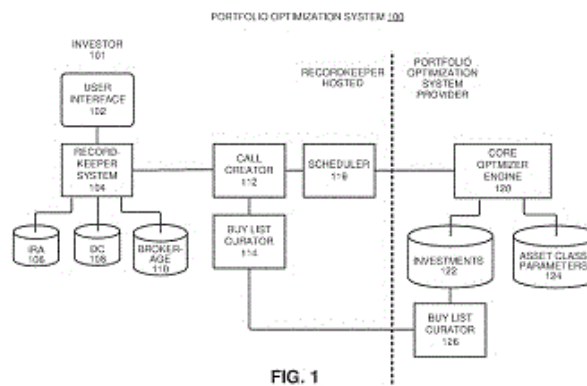 PORTFOLIO OPTIMIZATION SYSTEM 100
INVESTOR
101
USER
INTERFACE
102
RECORDKEEPER
HOSTED
PORTFOLIO
OPTIMIZATION
SYSTEM
PROVIDER
RECORD-
KEEPER
SYSTEM
104
CALL
CREATOR
112
SCHEDULER
116
CORE
OPTMIZER
ENGINE
120
IRA
106
DC
108
BROKER-
AGE
110
BUY LIST
CURATOR
114
INVESTMENTS
122
ASSET CLASS
PARAMETERS
124
BUY LIST
CURATOR
126
FIG. 1